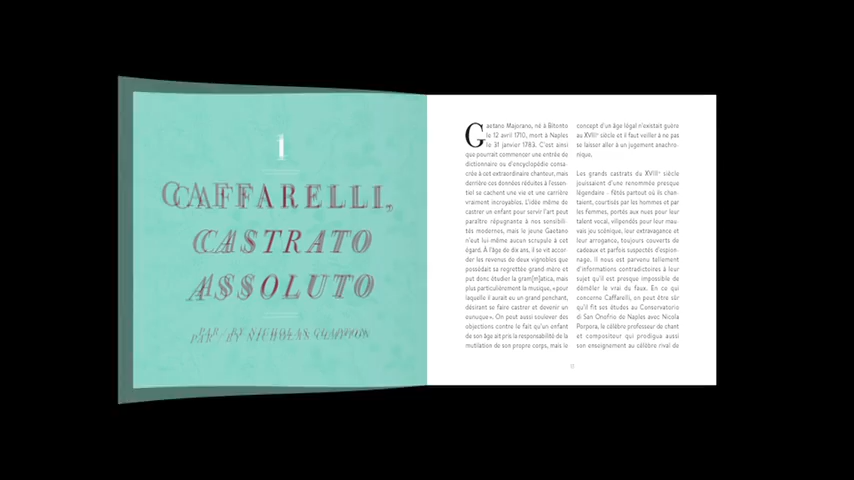 1
CAFFARELLI,
CASTRATO
ASSOLUTO
PAR / BY NICHOLAS CLAPTON
Gaetano Majorano, né à Bitonto
le 12 avril 1710, mort à Naples
le 31 janvier 1783. C'est ainsi
que pourrait commencer une entrée de
dictionnaire ou d'encyclopédie consa-
crée à cet extraordinaire chanteur, mais
derrière ces données réduites à l'essen-
tiel se cachent une vie et une carrière
vraiment incroyables. L'idée même de
castrer un enfant pour servir l'art peut
paraître répugnante à nos sensibili-
tés modernes, mais le jeune Gaetano
n'eut lui-même aucun scrupule à cet
égard. À l'âge de dix ans, il se vit accor-
der les revenus de deux vignobles que
possédait sa regrettée grand mère et
put donc étudier la gram[m]atica, mais
plus particulièrement la musique, « pour
laquelle il aurait eu un grand penchant,
désirant se faire castrer et devenir un
eunuque ». On peut aussi soulever des
objections contre le fait qu'un enfant
de son âge ait pris la responsabilité de la
mutilation de son propre corps, mais le
concept d'un âge légal n'existait guère
au XVIIIe siècle et il faut veiller à ne pas
se laisser aller à un jugement anachro-
nique.
Les grands castrats du XVIIIe siècle
jouissaient d'une renommée presque
légendaire – fêtés partout où ils chan-
taient, courtisés par les hommes et par
les femmes, portés aux nues pour leur
talent vocal, vilipendés pour leur mau-
vais jeu scénique, leur extravagance et
leur arrogance, toujours couverts de
cadeaux et parfois suspectés d'espion-
nage. Il nous est parvenu tellement
d'informations contradictoires à leur
sujet qu'il est presque impossible de
démêler le vrai du faux. En ce qui
concerne Caffarelli, on peut être sûr
qu'il fit ses études au Conservatorio
di San Onofrio de Naples avec Nicola
Porpora, le célèbre professeur de chant
et compositeur qui prodigua aussi
son enseignement au célèbre rival de